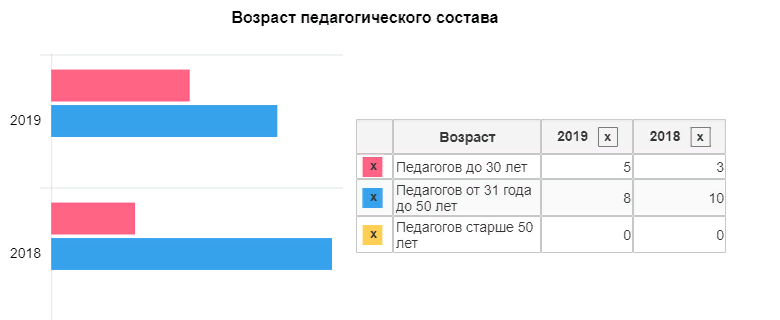 Возраст педагогического состава
2019
2018
Возраст 2019 x 2018 x
x Педагогов до 30 лет 5 3
x Педагогов от 31 года
до 50 лет 8 10
x Педагогов старше 50
лет 0 0